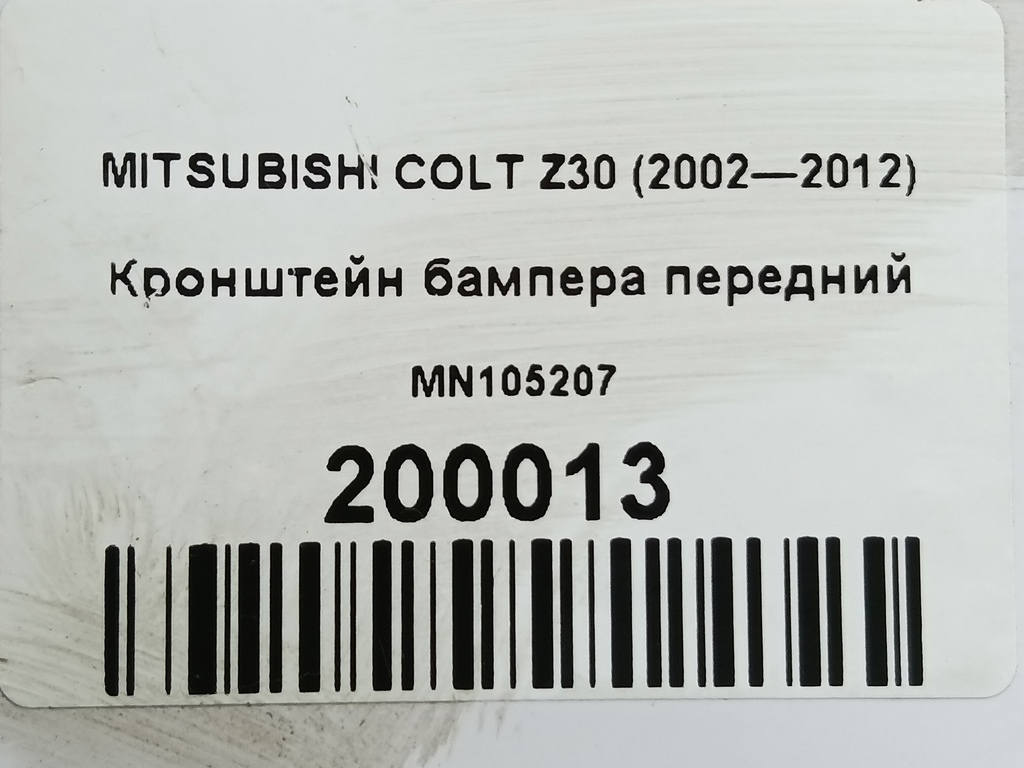 MITSUBISHI COLT Z30 (2002—2012)
Кронштейн бампера передний
MN105207
200013